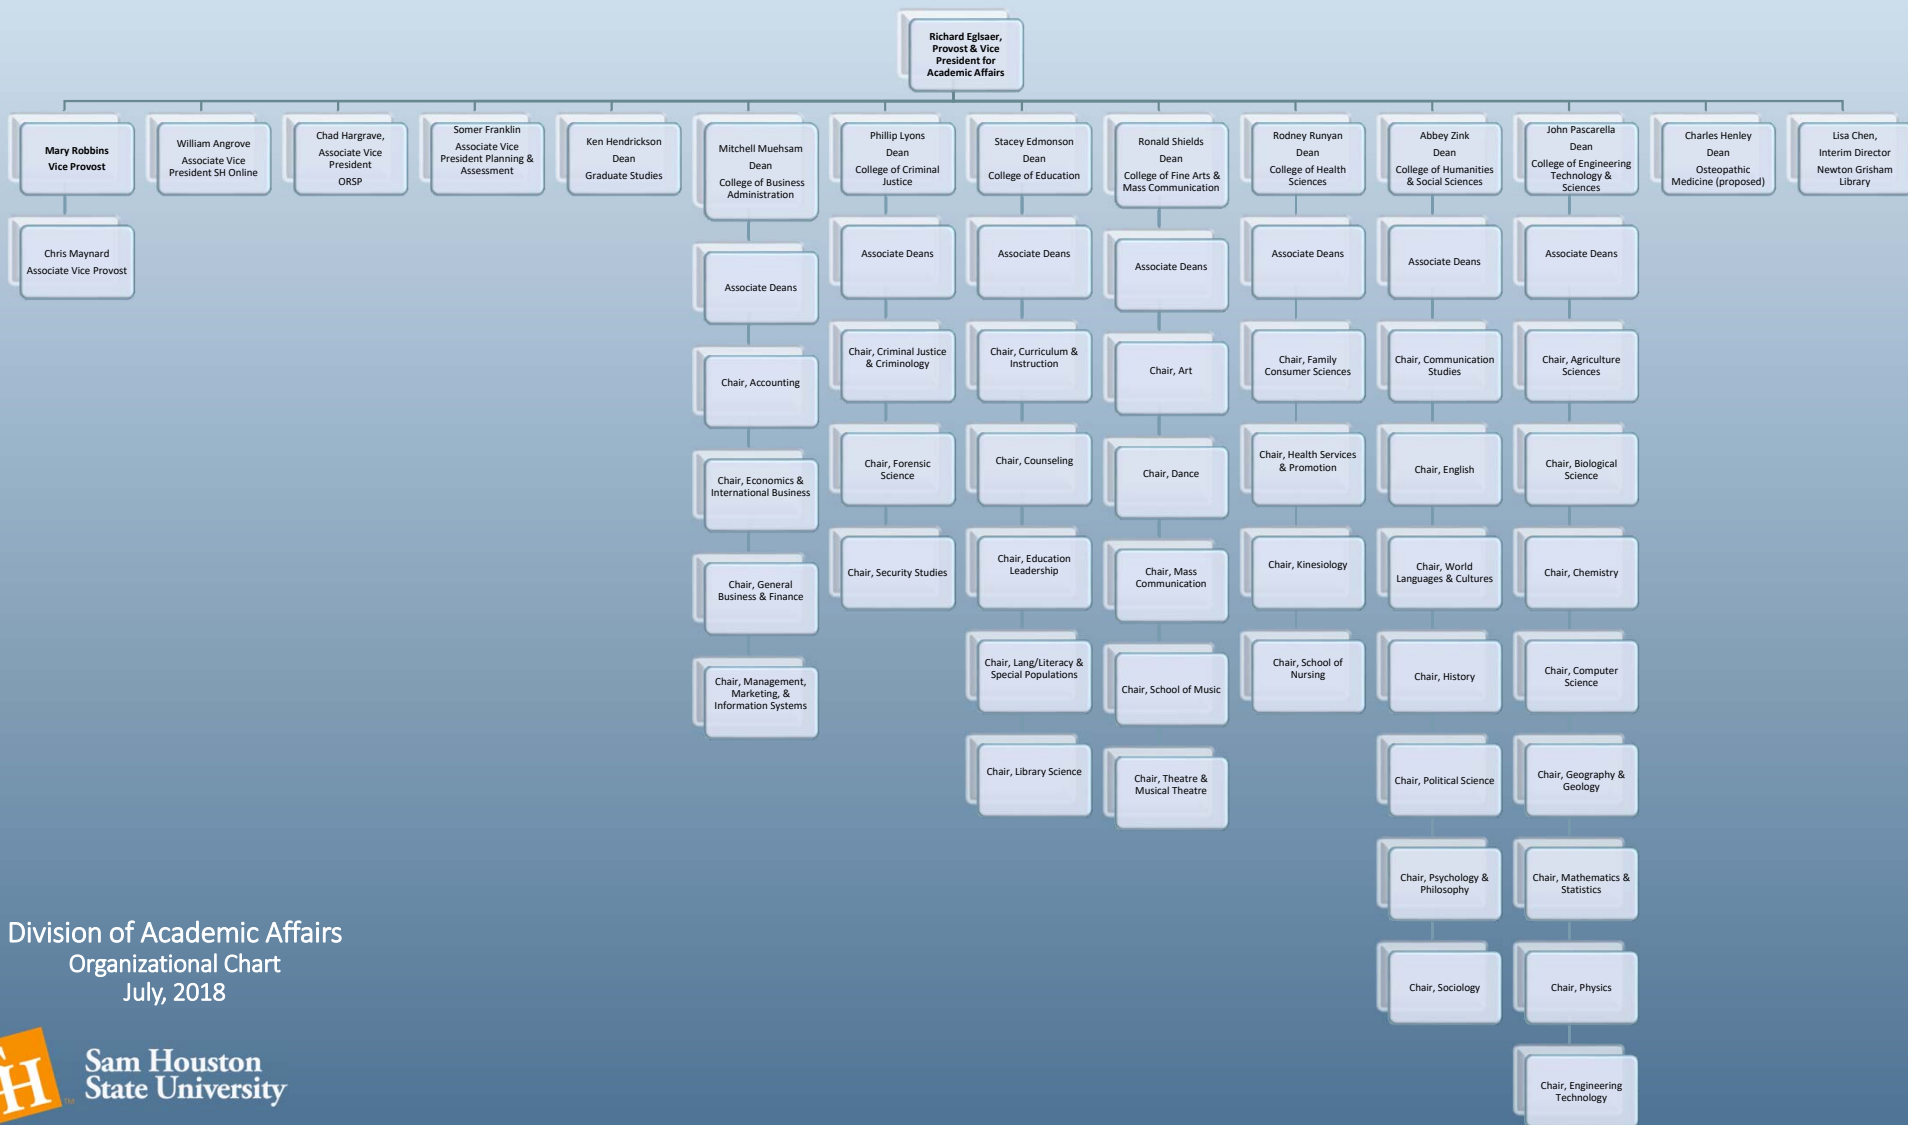 Richard Eglsaer,
Provost & Vice
President for
Academic Affairs
Mary Robbins
Vice Provost
Chris Maynard
Associate Vice Provost
William Angrove
Associate Vice
President SH Online
Chad Hargrave,
Associate Vice
President
ORSP
Somer Franklin
Associate Vice
President Planning &
Assessment
Ken Hendrickson
Dean
Graduate Studies
Mitchell Muehsam
Dean
College of Business
Administration
Associate Deans
Chair, Accounting
Chair, Economics &
International Business
Chair, General
Business & Finance
Chair, Management,
Marketing, &
Information Systems
Phillip Lyons
Dean
College of Criminal
Justice
Associate Deans
Chair, Criminal Justice
& Criminology
Chair, Forensic
Science
Chair, Security Studies
Stacey Edmonson
Dean
College of Education
Associate Deans
Chair, Curriculum &
Instruction
Chair, Counseling
Chair, Education
Leadership
Chair, Lang/Literacy &
Special Populations
Chair, Library Science
Ronald Shields
Dean
College of Fine Arts &
Mass Communication
Associate Deans
Chair, Art
Chair, Dance
Chair, Mass
Communication
Chair, School of Music
Chair, Theatre &
Musical Theatre
Rodney Runyan
Dean
College of Health
Sciences
Associate Deans
Chair, Family
Consumer Sciences
Chair, Health Services
& Promotion
Chair, Kinesiology
Chair, School of
Nursing
Abbey Zink
Dean
College of Humanities
& Social Sciences
Associate Deans
Chair, Communication
Studies
Chair, English
Chair, World
Languages & Cultures
Chair, History
Chair, Political Science
Chair, Psychology &
Philosophy
Chair, Sociology
John Pascarella
Dean
College of Engineering
Technology &
Sciences
Associate Deans
Chair, Agriculture
Sciences
Chair, Biological
Science
Chair, Chemistry
Chair, Computer
Science
Chair, Geography &
Geology
Chair, Mathematics &
Statistics
Chair, Physics
Chair, Engineering
Technology
Charles Henley
Dean
Osteopathic
Medicine (proposed)
Lisa Chen,
Interim Director
Newton Grisham
Library
Division of Academic Affairs
Organizational Chart
July, 2018
H
TM
Sam Houston
State University